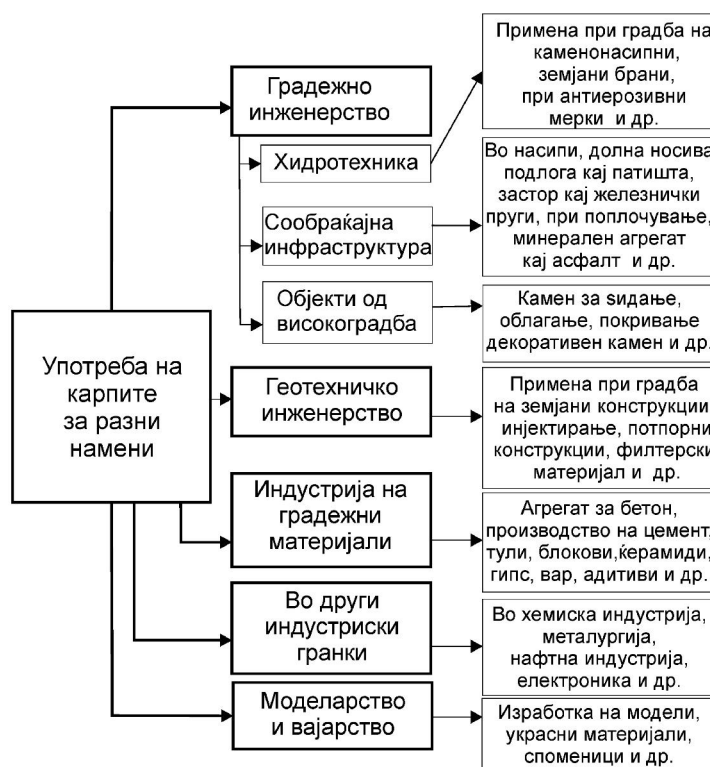 Употреба на
карпите
за разни
намени
Градежно
инженерство
Хидротехника
Примена при градба на
каменонасипни,
земјани брани,
при антиерозивни
мерки и др.
Сообраќајна
инфраструктура
Во насипи, долна носива
подлога кај патишта,
застор кај железнички
пруги, при поплочување,
минерален агрегат
кај асфалт и др.
Објекти од
високоградба
Камен за ѕидање,
облагање, покривање
декоративен камен и др.
Геотехничко
инженерство
Примена при градба
на земјани конструкции
инјектирање, потпорни
конструкции, филтерски
материјал и др.
Индустрија на
градежни
материјали
Агрегат за бетон,
производство на цемент,
тули, блокови,ќерамиди,
гипс, вар, адитиви и др.
Во други
индустриски
гранки
Во хемиска индустрија,
металургија,
нафтна индустрија,
електроника и др.
Моделарство
и вајарство
Изработка на модели,
украсни материјали,
споменици и др.